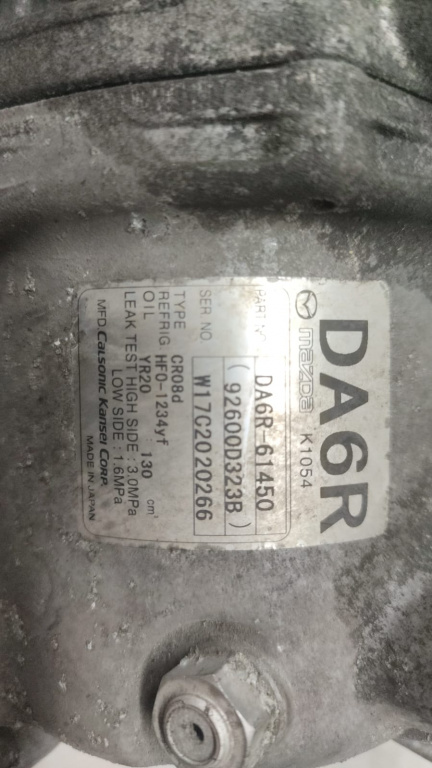 DA6R
mazda K1054
PART NO. DA6R-61450
(92600D323B)
SER NO. W17C2020266
TYPE CR08d
REFRIG HFO-1234yf
OIL YR20 130 cm³
LEAK TEST HIGH SIDE : 3.0MPa
LOW SIDE : 1.6MPa
MFD. Calsonic Kansei CORP.
MADE IN JAPAN